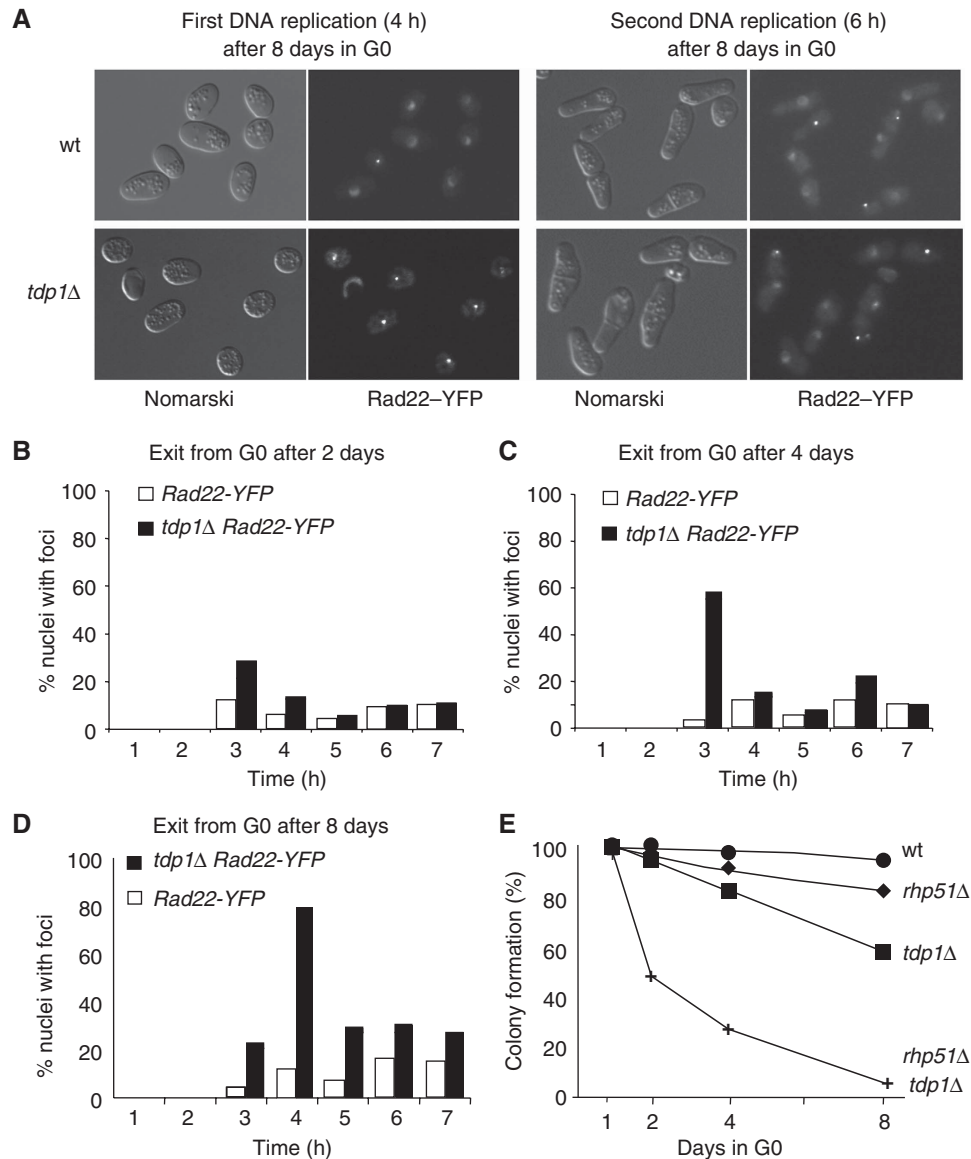 A
First DNA replication (4 h)
after 8 days in G0
Second DNA replication (6 h)
after 8 days in G0
wt
tdp1Δ
Nomarski
Rad22–YFP
Nomarski
Rad22–YFP
B
Exit from G0 after 2 days
Rad22-YFP
tdp1Δ Rad22-YFP
% nuclei with foci
100
80
60
40
20
0
1 2 3 4 5 6 7
Time (h)
C
Exit from G0 after 4 days
Rad22-YFP
tdp1Δ Rad22-YFP
% nuclei with foci
100
80
60
40
20
0
1 2 3 4 5 6 7
Time (h)
D
Exit from G0 after 8 days
tdp1Δ Rad22-YFP
Rad22-YFP
% nuclei with foci
100
80
60
40
20
0
1 2 3 4 5 6 7
Time (h)
E
Colony formation (%)
100
80
60
40
20
0
wt
rhp51Δ
tdp1Δ
rhp51Δ
tdp1Δ
1 2 4 8
Days in G0